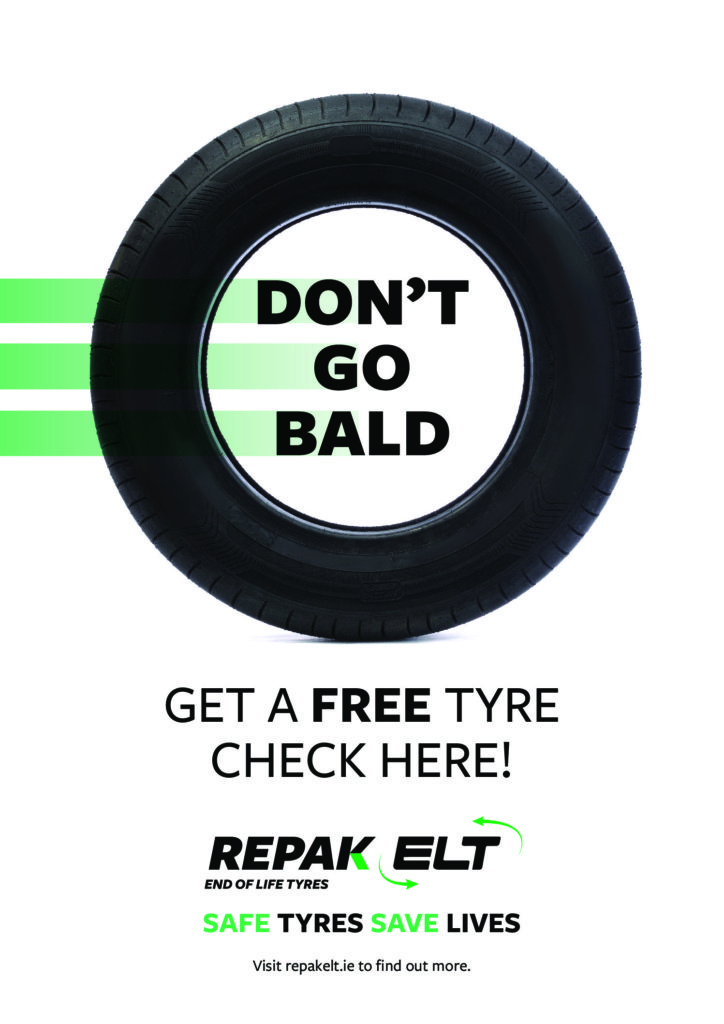 DON'T
GO
BALD
GET A FREE TYRE
CHECK HERE!
REPAK ELT
END OF LIFE TYRES
SAFE TYRES SAVE LIVES
Visit repakelt.ie to find out more.